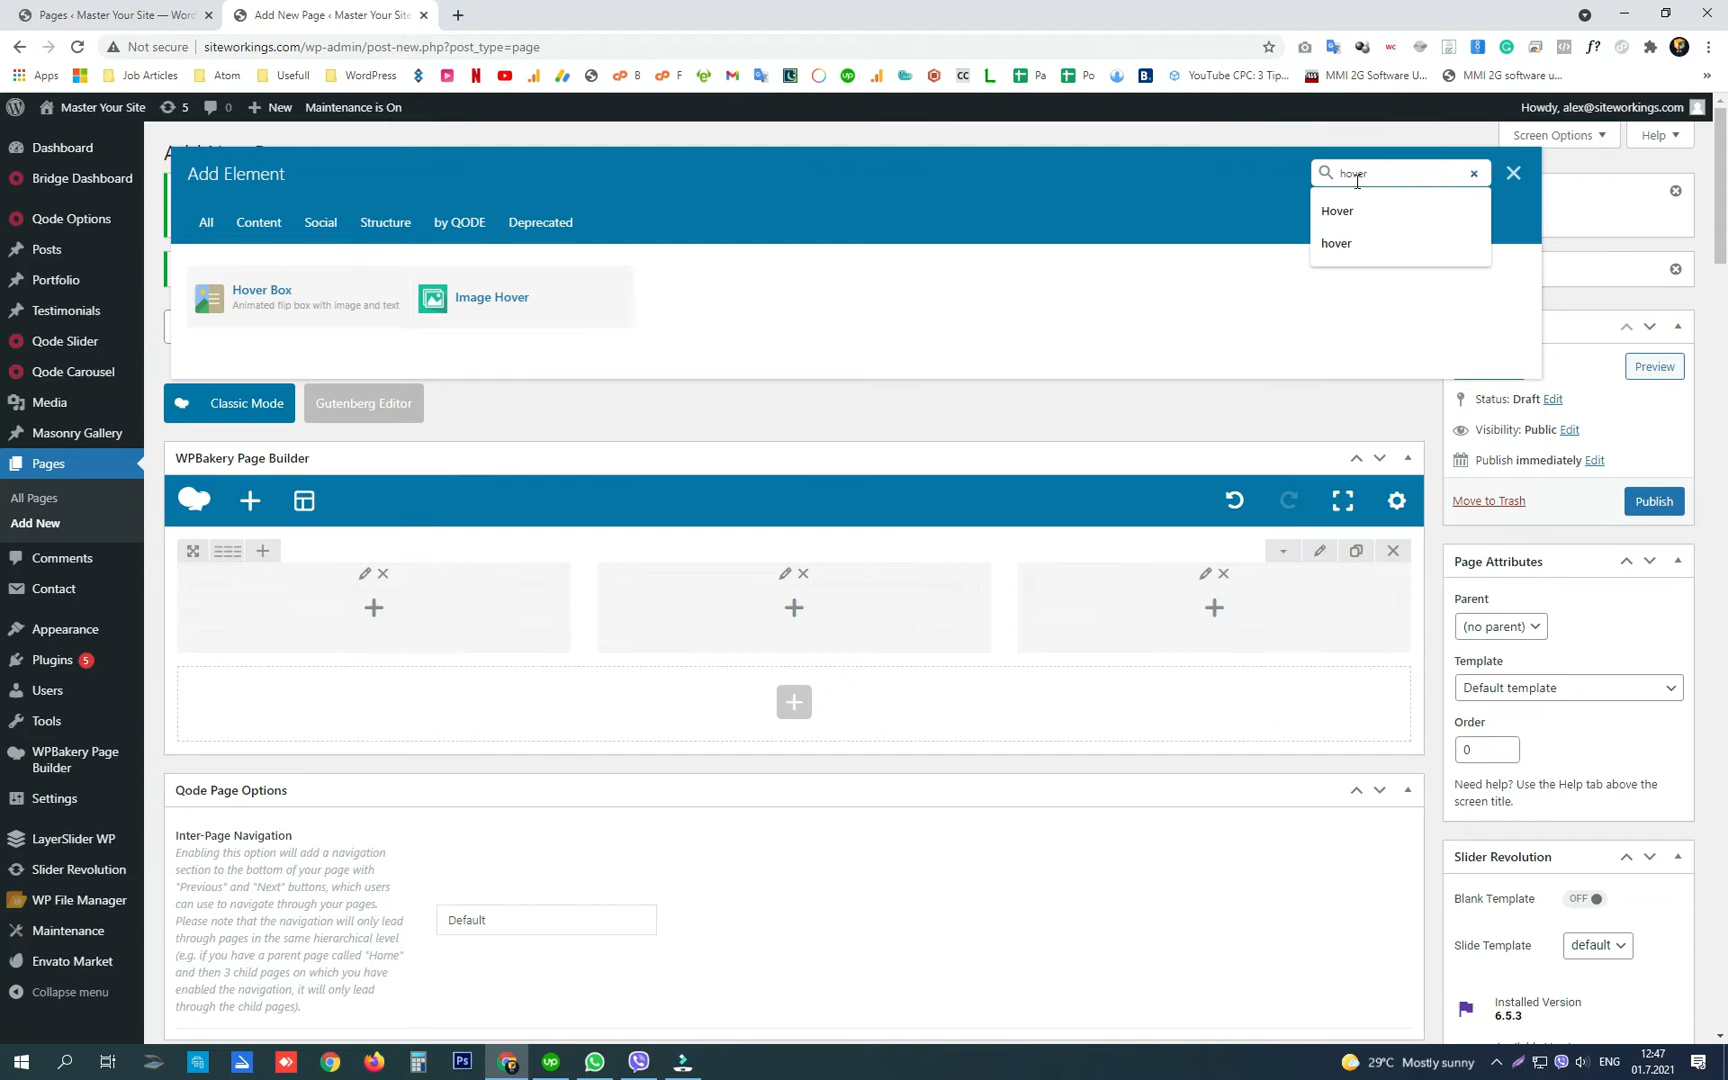 Pages ‹ Master Your Site — Wor
Add New Page ‹ Master Your Site
Not secure siteworkings.com/wp-admin/post-new.php?post_type=page
Apps
Job Articles
Atom
Usefull
WordPress
cP B
cP F
CC
L
Pa
Po
B.
YouTube CPC: 3 Tip...
MMI 2G Software U...
MMI 2G software u...
Master Your Site
5
0
New
Maintenance is On
Howdy, alex@siteworkings.com
Screen Options
Help
Dashboard
Bridge Dashboard
Qode Options
Posts
Portfolio
Testimonials
Qode Slider
Qode Carousel
Media
Masonry Gallery
Pages
All Pages
Add New
Comments
Contact
Appearance
Plugins 5
Users
Tools
WPBakery Page
Builder
Settings
LayerSlider WP
Slider Revolution
WP File Manager
Maintenance
Envato Market
Collapse menu
Add Element
hover
Hover
hover
All
Content
Social
Structure
by QODE
Deprecated
Hover Box
Animated flip box with image and text
Image Hover
Classic Mode
Gutenberg Editor
WPBakery Page Builder
Qode Page Options
Inter-Page Navigation
Enabling this option will add a navigation
section to the bottom of your page with
"Previous" and "Next" buttons, which users
can use to navigate through your pages.
Please note that the navigation will only lead
through pages in the same hierarchical level
(e.g. if you have a parent page called "Home"
and then 3 child pages on which you have
enabled the navigation, it will only lead
through the child pages).
Default
Preview
Status: Draft Edit
Visibility: Public Edit
Publish immediately Edit
Move to Trash
Publish
Page Attributes
Parent
(no parent)
Template
Default template
Order
0
Need help? Use the Help tab above the
screen title.
Slider Revolution
Blank Template OFF
Slide Template default
Installed Version
6.5.3
29°C Mostly sunny
ENG
12:47
01.7.2021